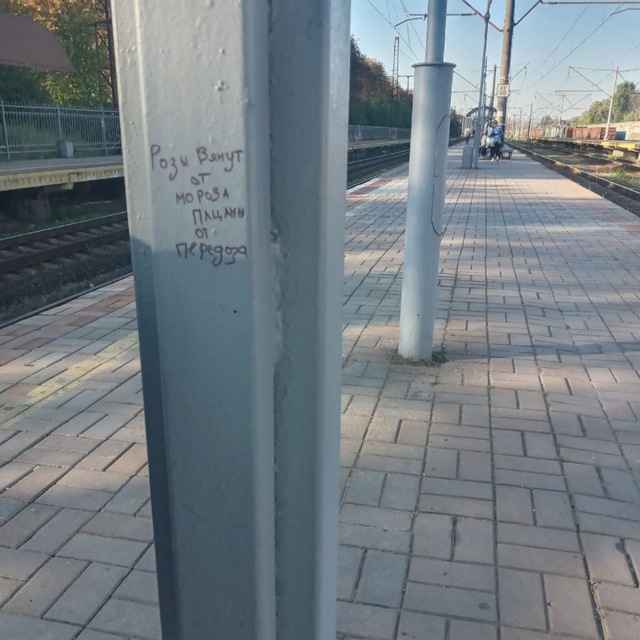 Розы Вянут
от
мороза
пацаны
от
передоза